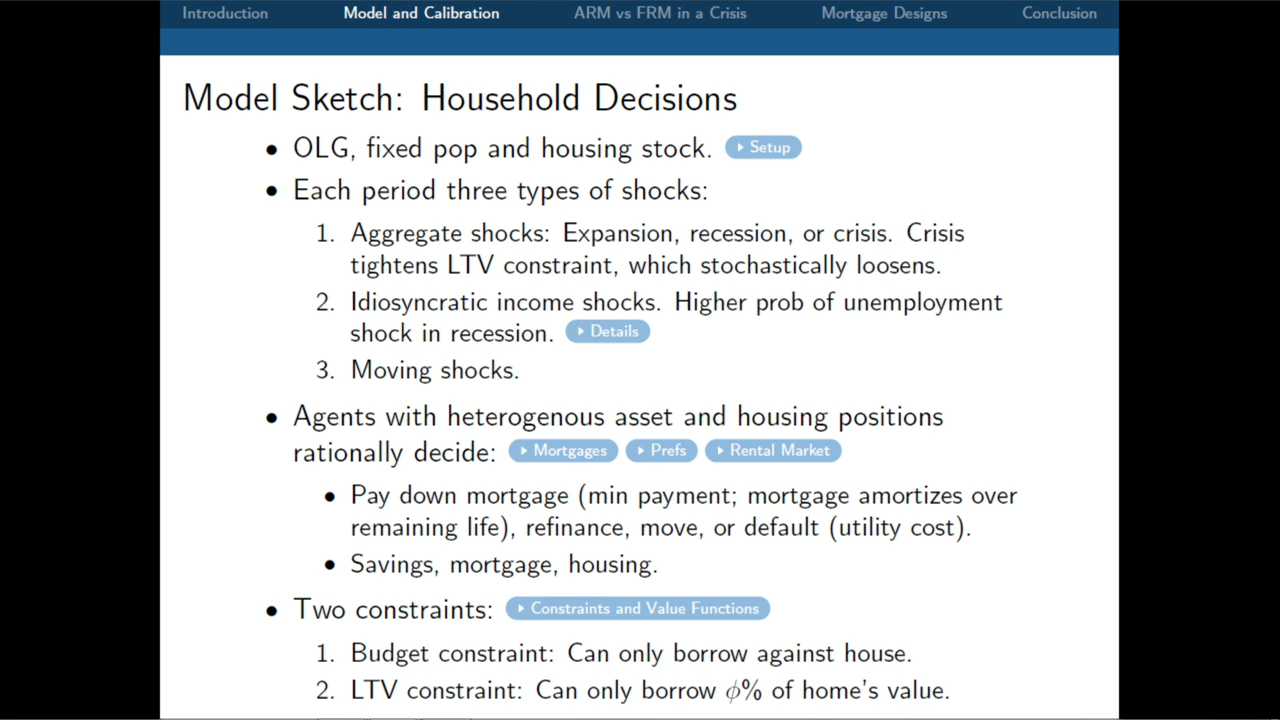 Introduction Model and Calibration ARM vs FRM in a Crisis Mortgage Designs Conclusion
Model Sketch: Household Decisions
• OLG, fixed pop and housing stock. Setup
• Each period three types of shocks:
1. Aggregate shocks: Expansion, recession, or crisis. Crisis
tightens LTV constraint, which stochastically loosens.
2. Idiosyncratic income shocks. Higher prob of unemployment
shock in recession. Details
3. Moving shocks.
• Agents with heterogenous asset and housing positions
rationally decide: Mortgages Prefs Rental Market
• Pay down mortgage (min payment; mortgage amortizes over
remaining life), refinance, move, or default (utility cost).
• Savings, mortgage, housing.
• Two constraints: Constraints and Value Functions
1. Budget constraint: Can only borrow against house.
2. LTV constraint: Can only borrow ϕ% of home's value.